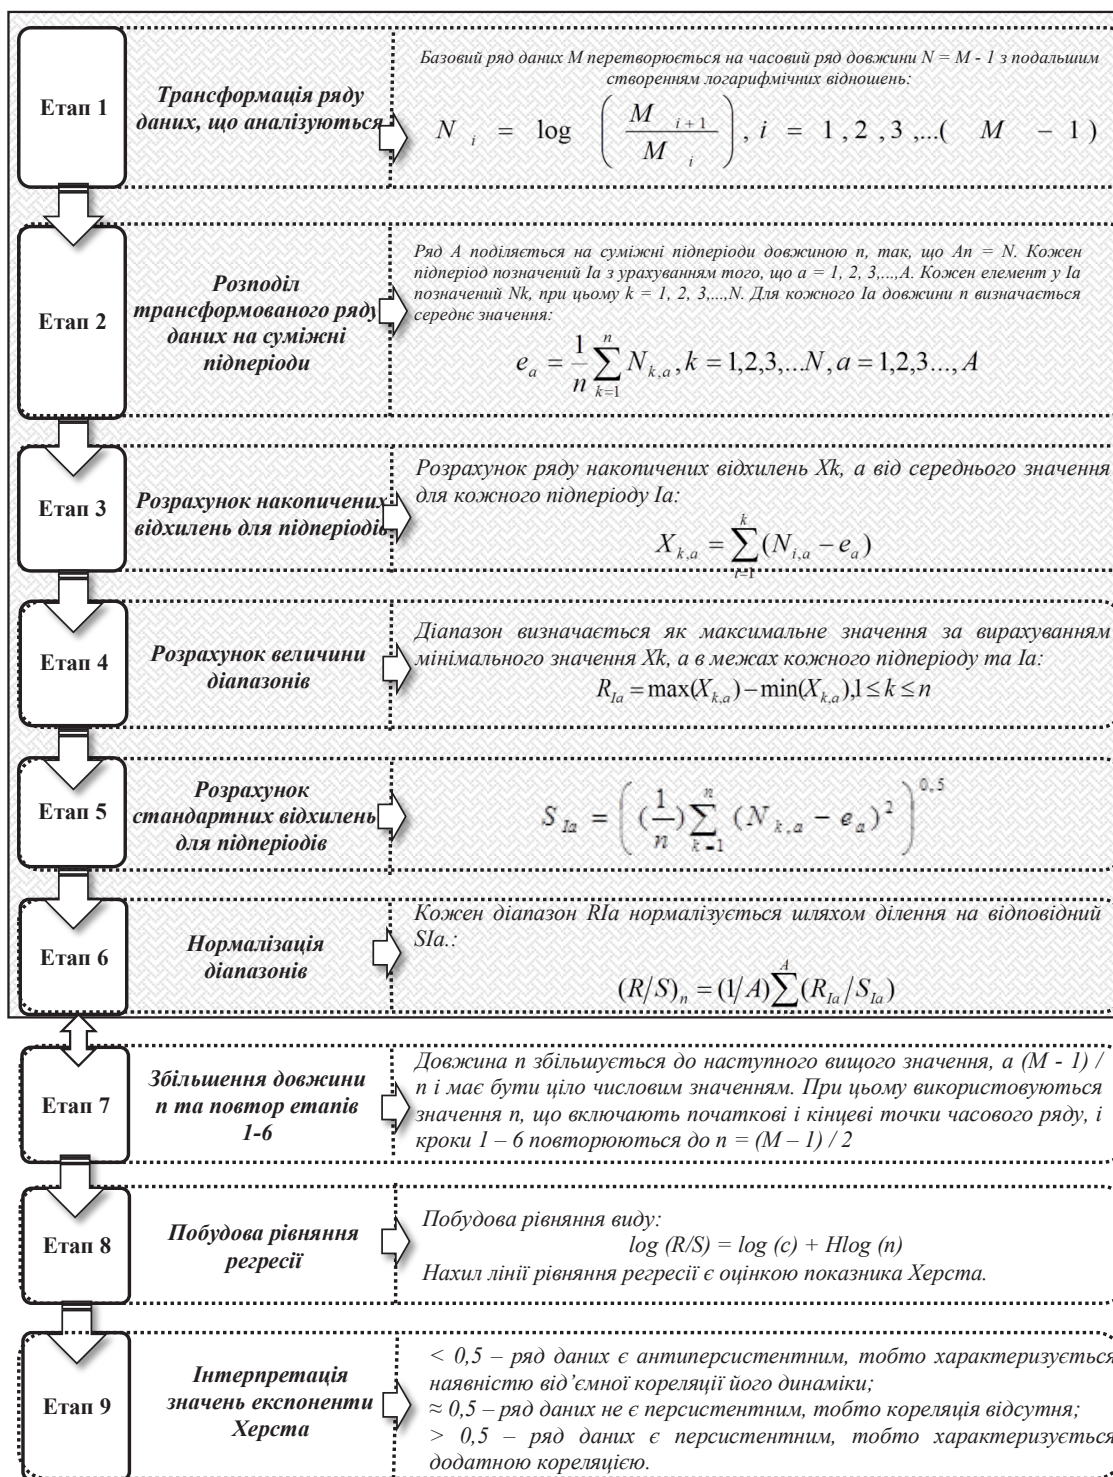 Етап 1
Трансформація ряду
даних, що аналізуються
Базовий ряд даних M перетворюється на часовий ряд довжини N = M - 1 з подальшим
створенням логарифмічних відношень:
N i = log ( M i+1 / M i ), i = 1 , 2 , 3 ,...( M − 1 )
Етап 2
Розподіл
трансформованого ряду
даних на суміжні
підперіоди
Ряд А поділяється на суміжні підперіоди довжиною n, так, що An = N. Кожен
підперіод позначений Ia з урахуванням того, що a = 1, 2, 3,...,A. Кожен елемент у Ia
позначений Nk, при цьому k = 1, 2, 3,...,N. Для кожного Ia довжини n визначається
середнє значення:
e_a = 1/n ∑_{k=1}^{n} N_{k,a}, k = 1,2,3,...N, a = 1,2,3..., A
Етап 3
Розрахунок накопичених
відхилень для підперіодів
Розрахунок ряду накопичених відхилень Xk, а від середнього значення
для кожного підперіоду Ia:
X_{k,a} = ∑_{i=1}^{k} (N_{i,a} − e_a)
Етап 4
Розрахунок величини
діапазонів
Діапазон визначається як максимальне значення за вирахуванням
мінімального значення Xk, а в межах кожного підперіоду та Ia:
R_{Ia} = max(X_{k,a}) − min(X_{k,a}), 1 ≤ k ≤ n
Етап 5
Розрахунок
стандартних відхилень
для підперіодів
S_{Ia} = ( (1/n) ∑_{k=1}^{n} (N_{k,a} − e_a)^2 )^{0,5}
Етап 6
Нормалізація
діапазонів
Кожен діапазон RIa нормалізується шляхом ділення на відповідний
SIa.:
(R/S)_n = (1/A) ∑^{A} (R_{Ia}/S_{Ia})
Етап 7
Збільшення довжини
n та повтор етапів
1-6
Довжина n збільшується до наступного вищого значення, а (M - 1) /
n і має бути ціло числовим значенням. При цьому використовуються
значення n, що включають початкові і кінцеві точки часового ряду, і
кроки 1 – 6 повторюються до n = (M – 1) / 2
Етап 8
Побудова рівняння
регресії
Побудова рівняння виду:
log (R/S) = log (c) + Hlog (n)
Нахил лінії рівняння регресії є оцінкою показника Херста.
Етап 9
Інтерпретація
значень експоненти
Херста
< 0,5 – ряд даних є антиперсистентним, тобто характеризується
наявністю від’ємної кореляції його динаміки;
≈ 0,5 – ряд даних не є персистентним, тобто кореляція відсутня;
> 0,5 – ряд даних є персистентним, тобто характеризується
додатною кореляцією.